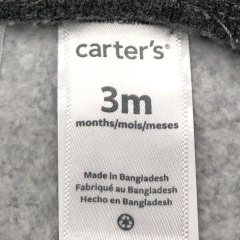 carter's®
3m
months/mois/meses
Made in Bangladesh
Fabriqué au Bangladesh
Hecho en Bangladesh